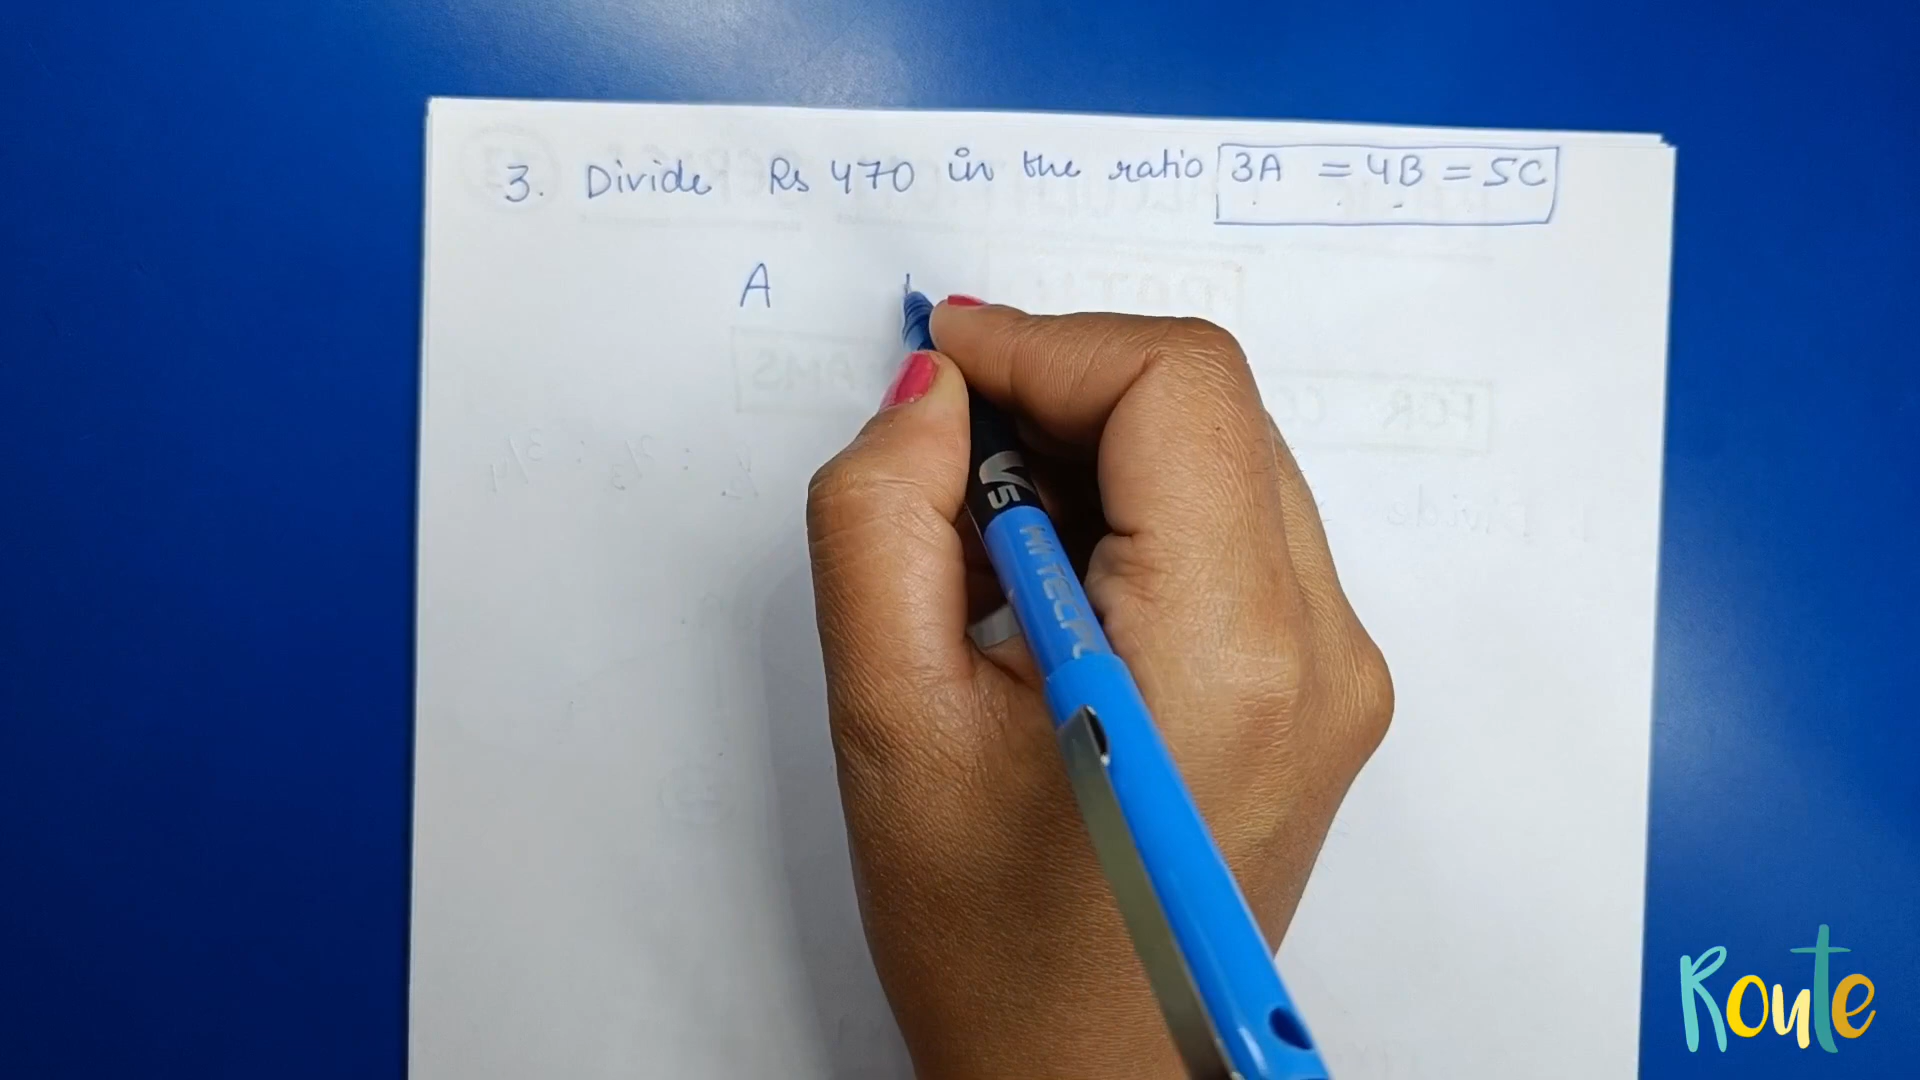 3. Divide Rs 470 in the ratio 3A = 4B = 5C
A
V5
HI-TECP
Route